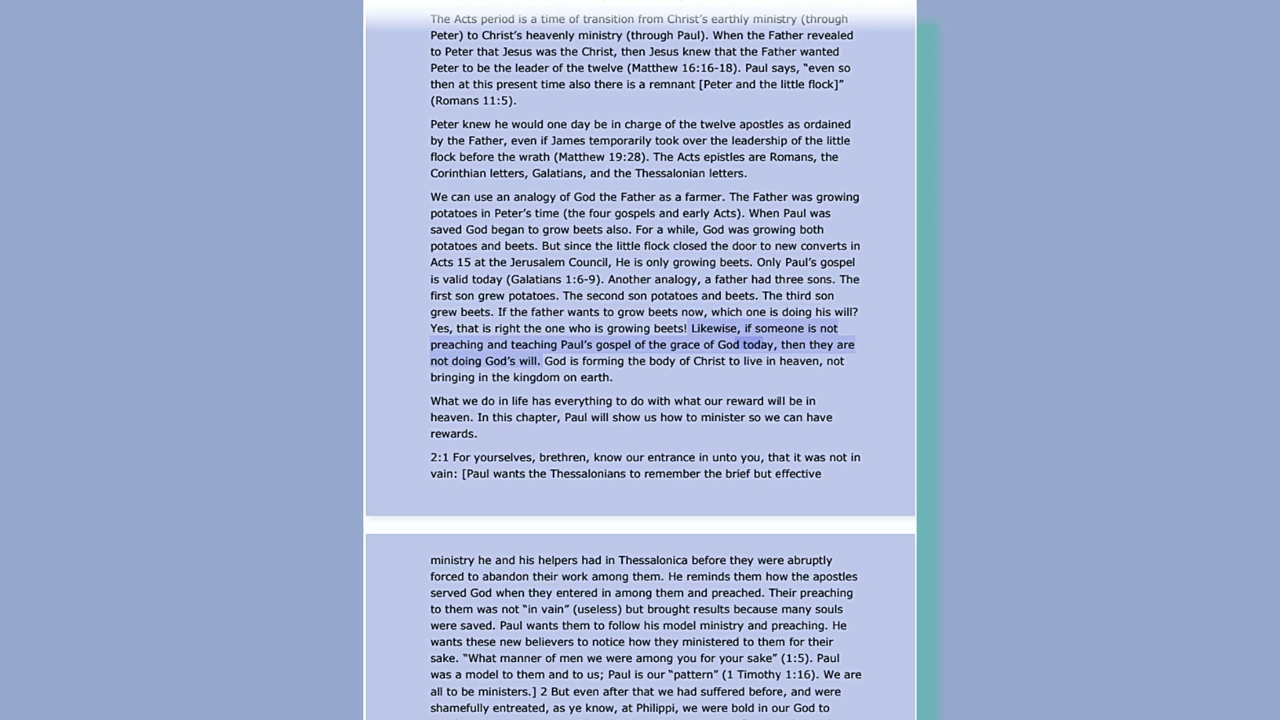 The Acts period is a time of transition from Christ's earthly ministry (through
Peter) to Christ's heavenly ministry (through Paul). When the Father revealed
to Peter that Jesus was the Christ, then Jesus knew that the Father wanted
Peter to be the leader of the twelve (Matthew 16:16-18). Paul says, “even so
then at this present time also there is a remnant [Peter and the little flock]”
(Romans 11:5).
Peter knew he would one day be in charge of the twelve apostles as ordained
by the Father, even if James temporarily took over the leadership of the little
flock before the wrath (Matthew 19:28). The Acts epistles are Romans, the
Corinthian letters, Galatians, and the Thessalonian letters.
We can use an analogy of God the Father as a farmer. The Father was growing
potatoes in Peter's time (the four gospels and early Acts). When Paul was
saved God began to grow beets also. For a while, God was growing both
potatoes and beets. But since the little flock closed the door to new converts in
Acts 15 at the Jerusalem Council, He is only growing beets. Only Paul's gospel
is valid today (Galatians 1:6-9). Another analogy, a father had three sons. The
first son grew potatoes. The second son potatoes and beets. The third son
grew beets. If the father wants to grow beets now, which one is doing his will?
Yes, that is right the one who is growing beets! Likewise, if someone is not
preaching and teaching Paul's gospel of the grace of God today, then they are
not doing God's will. God is forming the body of Christ to live in heaven, not
bringing in the kingdom on earth.
What we do in life has everything to do with what our reward will be in
heaven. In this chapter, Paul will show us how to minister so we can have
rewards.
2:1 For yourselves, brethren, know our entrance in unto you, that it was not in
vain: [Paul wants the Thessalonians to remember the brief but effective
ministry he and his helpers had in Thessalonica before they were abruptly
forced to abandon their work among them. He reminds them how the apostles
served God when they entered in among them and preached. Their preaching
to them was not “in vain” (useless) but brought results because many souls
were saved. Paul wants them to follow his model ministry and preaching. He
wants these new believers to notice how they ministered to them for their
sake. “What manner of men we were among you for your sake” (1:5). Paul
was a model to them and to us; Paul is our “pattern” (1 Timothy 1:16). We are
all to be ministers.] 2 But even after that we had suffered before, and were
shamefully entreated, as ye know, at Philippi, we were bold in our God to